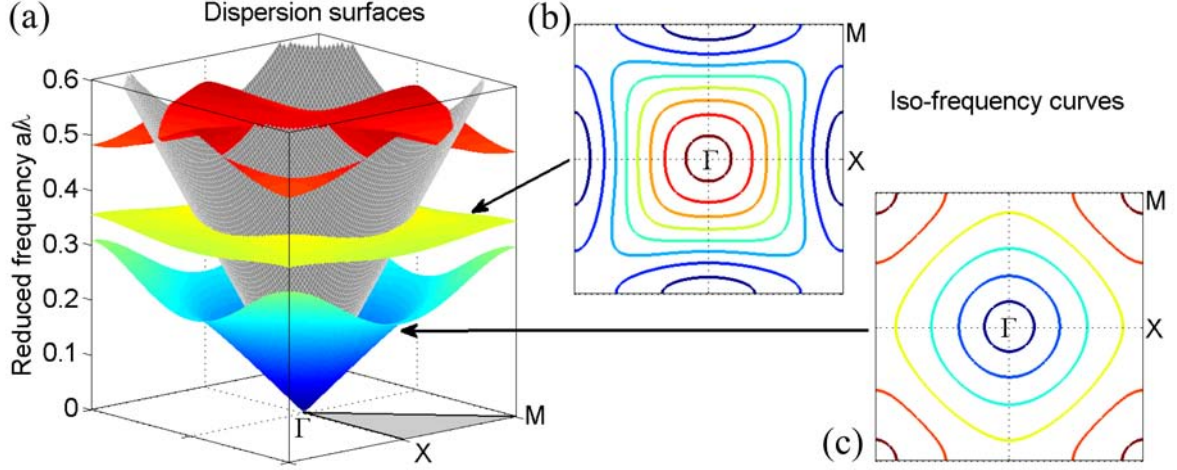 (a)
Dispersion surfaces
Reduced frequency a/λ
0.6
0.5
0.4
0.3
0.2
0.1
0
Γ
X
M
(b)
M
Γ
X
Iso-frequency curves
M
Γ
X
(c)